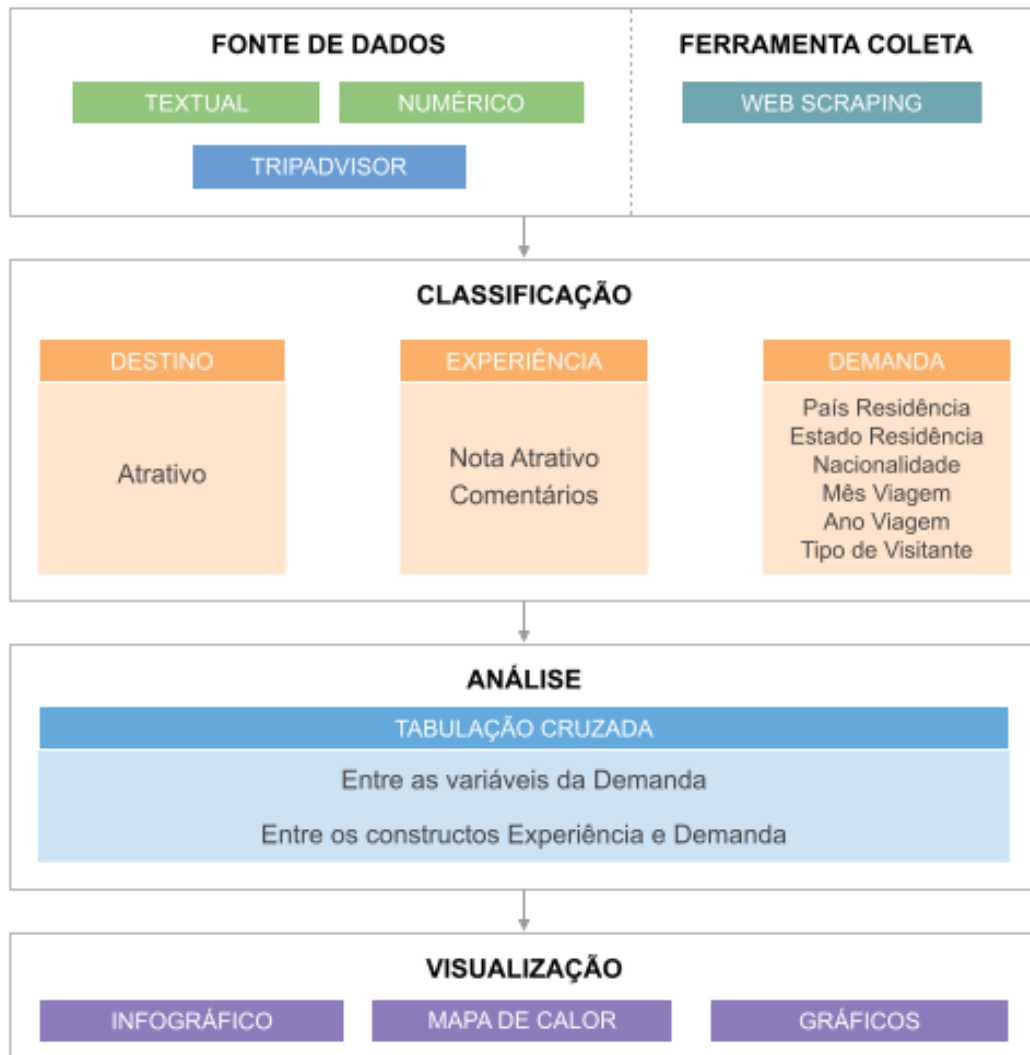 FONTE DE DADOS
FERRAMENTA COLETA
TEXTUAL
NUMÉRICO
WEB SCRAPING
TRIPADVISOR
CLASSIFICAÇÃO
DESTINO
Atrativo
EXPERIÊNCIA
Nota Atrativo
Comentários
DEMANDA
País Residência
Estado Residência
Nacionalidade
Mês Viagem
Ano Viagem
Tipo de Visitante
ANÁLISE
TABULAÇÃO CRUZADA
Entre as variáveis da Demanda
Entre os constructos Experiência e Demanda
VISUALIZAÇÃO
INFOGRÁFICO
MAPA DE CALOR
GRÁFICOS